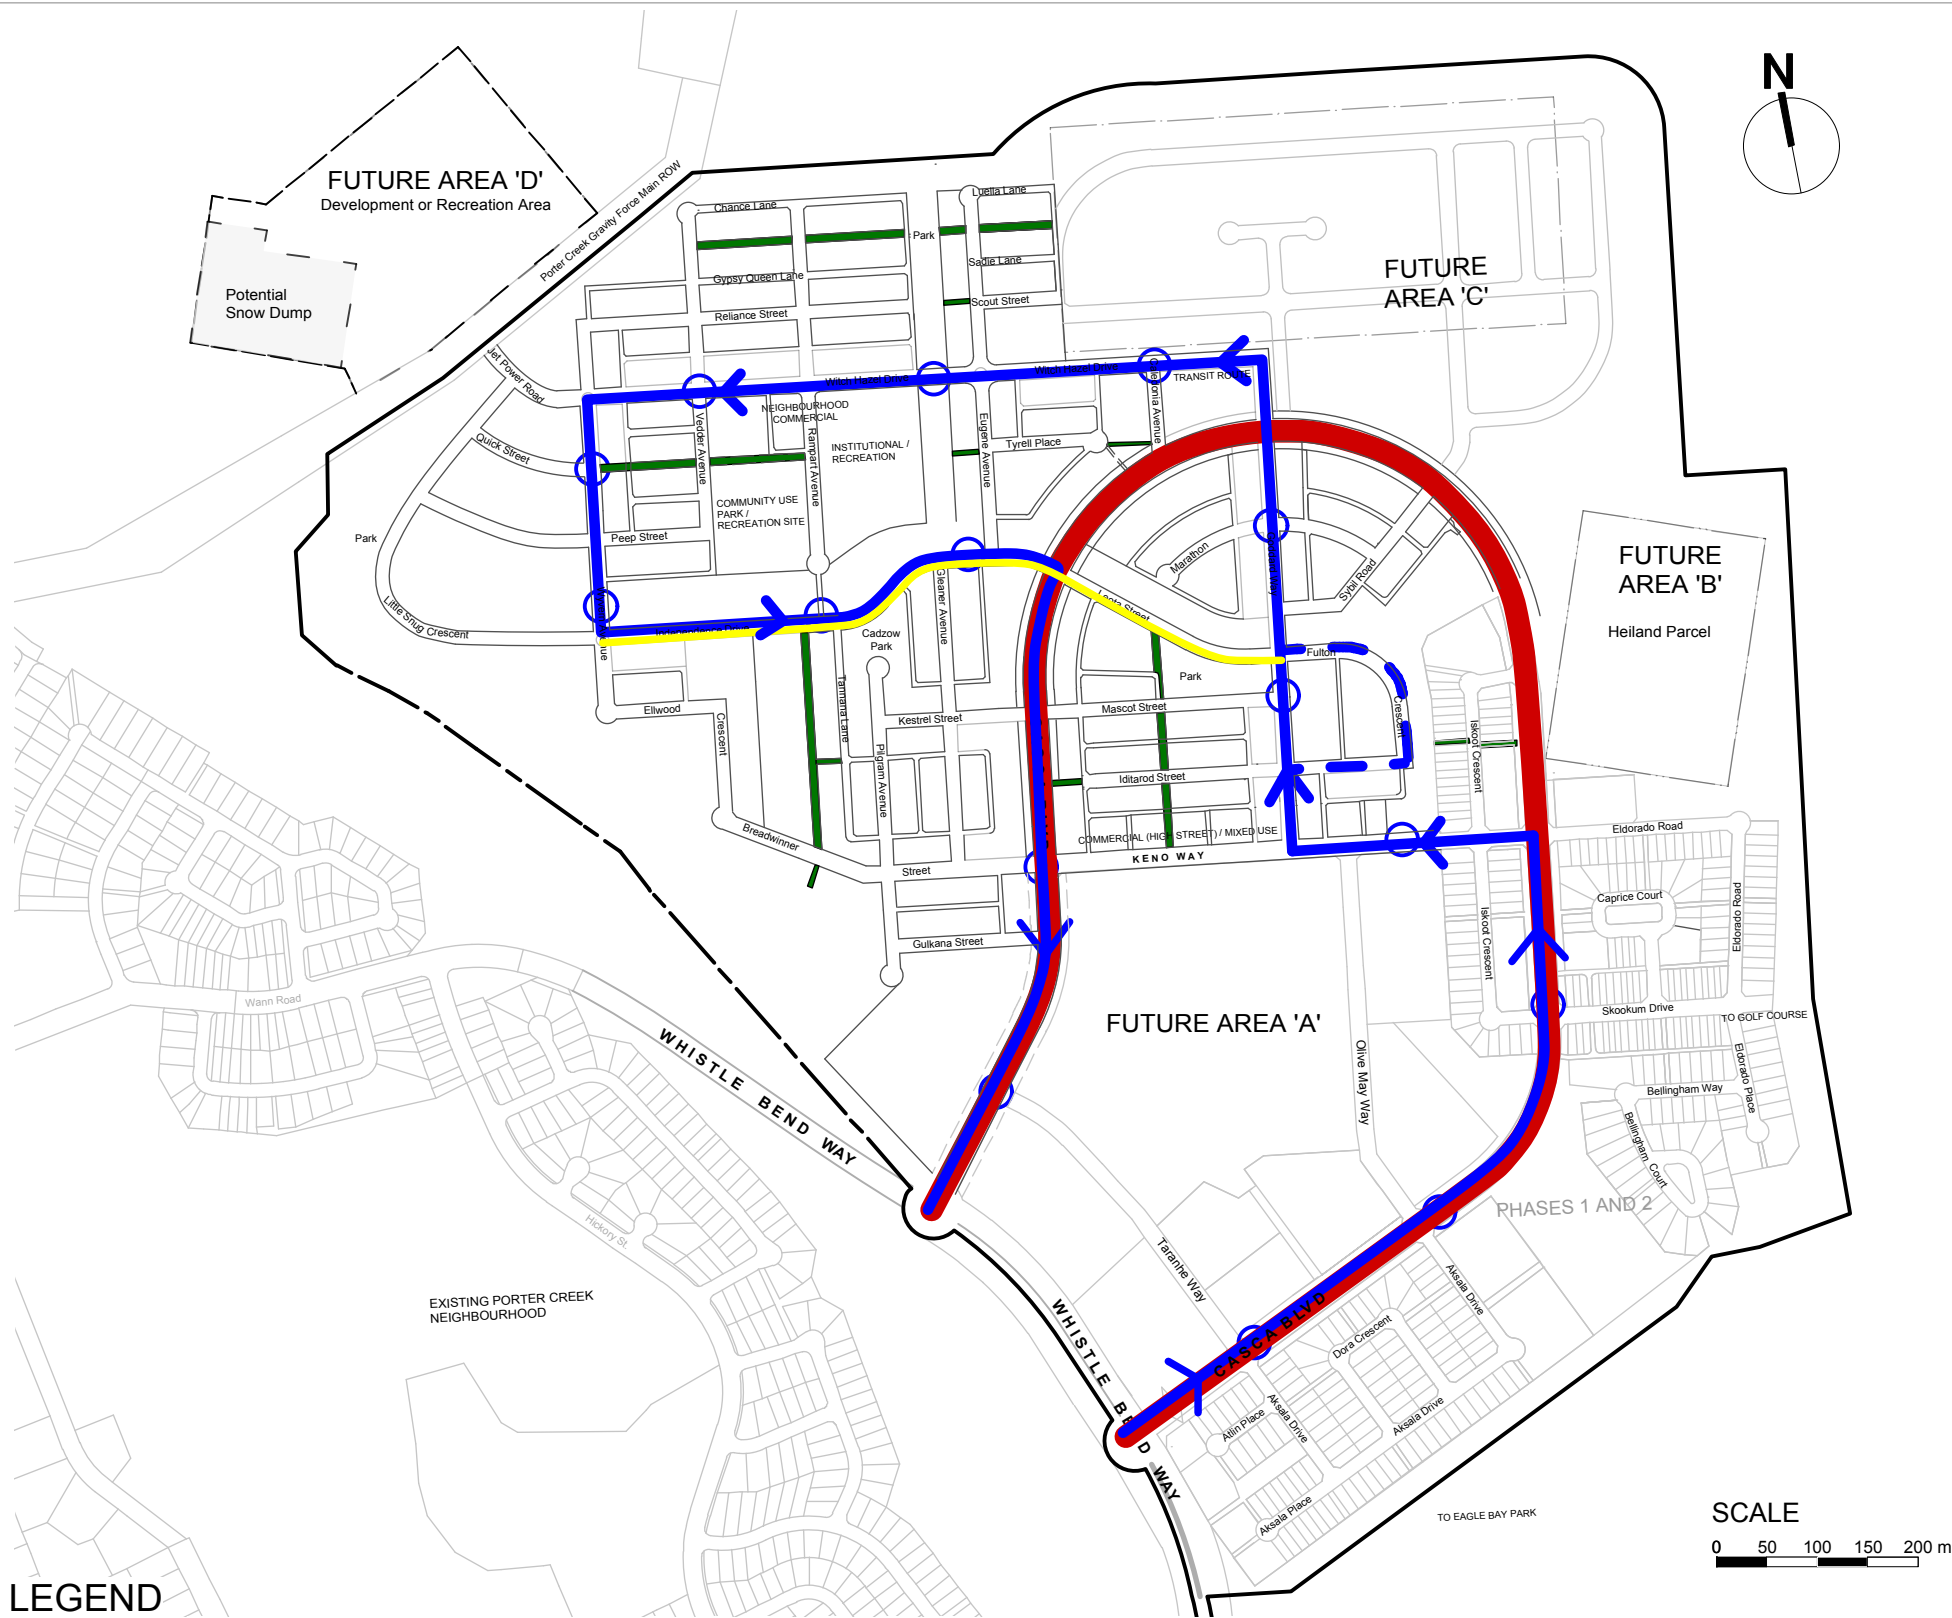 N
FUTURE AREA 'D'
Development or Recreation Area
Porter Creek Gravity Force Main ROW
Potential
Snow Dump
Chance Lane
Luella Lane
Park
Gypsy Queen Lane
Sadie Lane
Scout Street
Reliance Street
FUTURE
AREA 'C'
Jet Power Road
Witch Hazel Drive
Witch Hazel Drive
TRANSIT ROUTE
NEIGHBOURHOOD
COMMERCIAL
Vedder Avenue
Rampart Avenue
Eugene Avenue
Caledonia Avenue
Quick Street
INSTITUTIONAL /
RECREATION
Tyrell Place
COMMUNITY USE
PARK /
RECREATION SITE
Park
Peep Street
Marathon
Sybil Road
FUTURE
AREA 'B'
Heiland Parcel
Little Snug Crescent
Gleaner Avenue
Leota Street
Cadzow
Park
Fulton
Crescent
Park
Ellwood
Crescent
Tannana Lane
Kestrel Street
Mascot Street
Pilgram Avenue
Iditarod Street
Iskoot Crescent
Breadwinner
Street
COMMERCIAL (HIGH STREET) / MIXED USE
KENO WAY
Eldorado Road
Caprice Court
Eldorado Road
Iskoot Crescent
Gulkana Street
Wann Road
Skookum Drive
TO GOLF COURSE
FUTURE AREA 'A'
Olive May Way
Eldorado Place
Bellingham Way
Bellingham Court
WHISTLE BEND WAY
PHASES 1 AND 2
Hickory St.
Taranhe Way
Aksala Drive
EXISTING PORTER CREEK
NEIGHBOURHOOD
WHISTLE BEND WAY
CASCA BLVD
Dora Crescent
Aksala Drive
Atlin Place
Aksala Drive
Aksala Place
TO EAGLE BAY PARK
SCALE
0 50 100 150 200 m
LEGEND